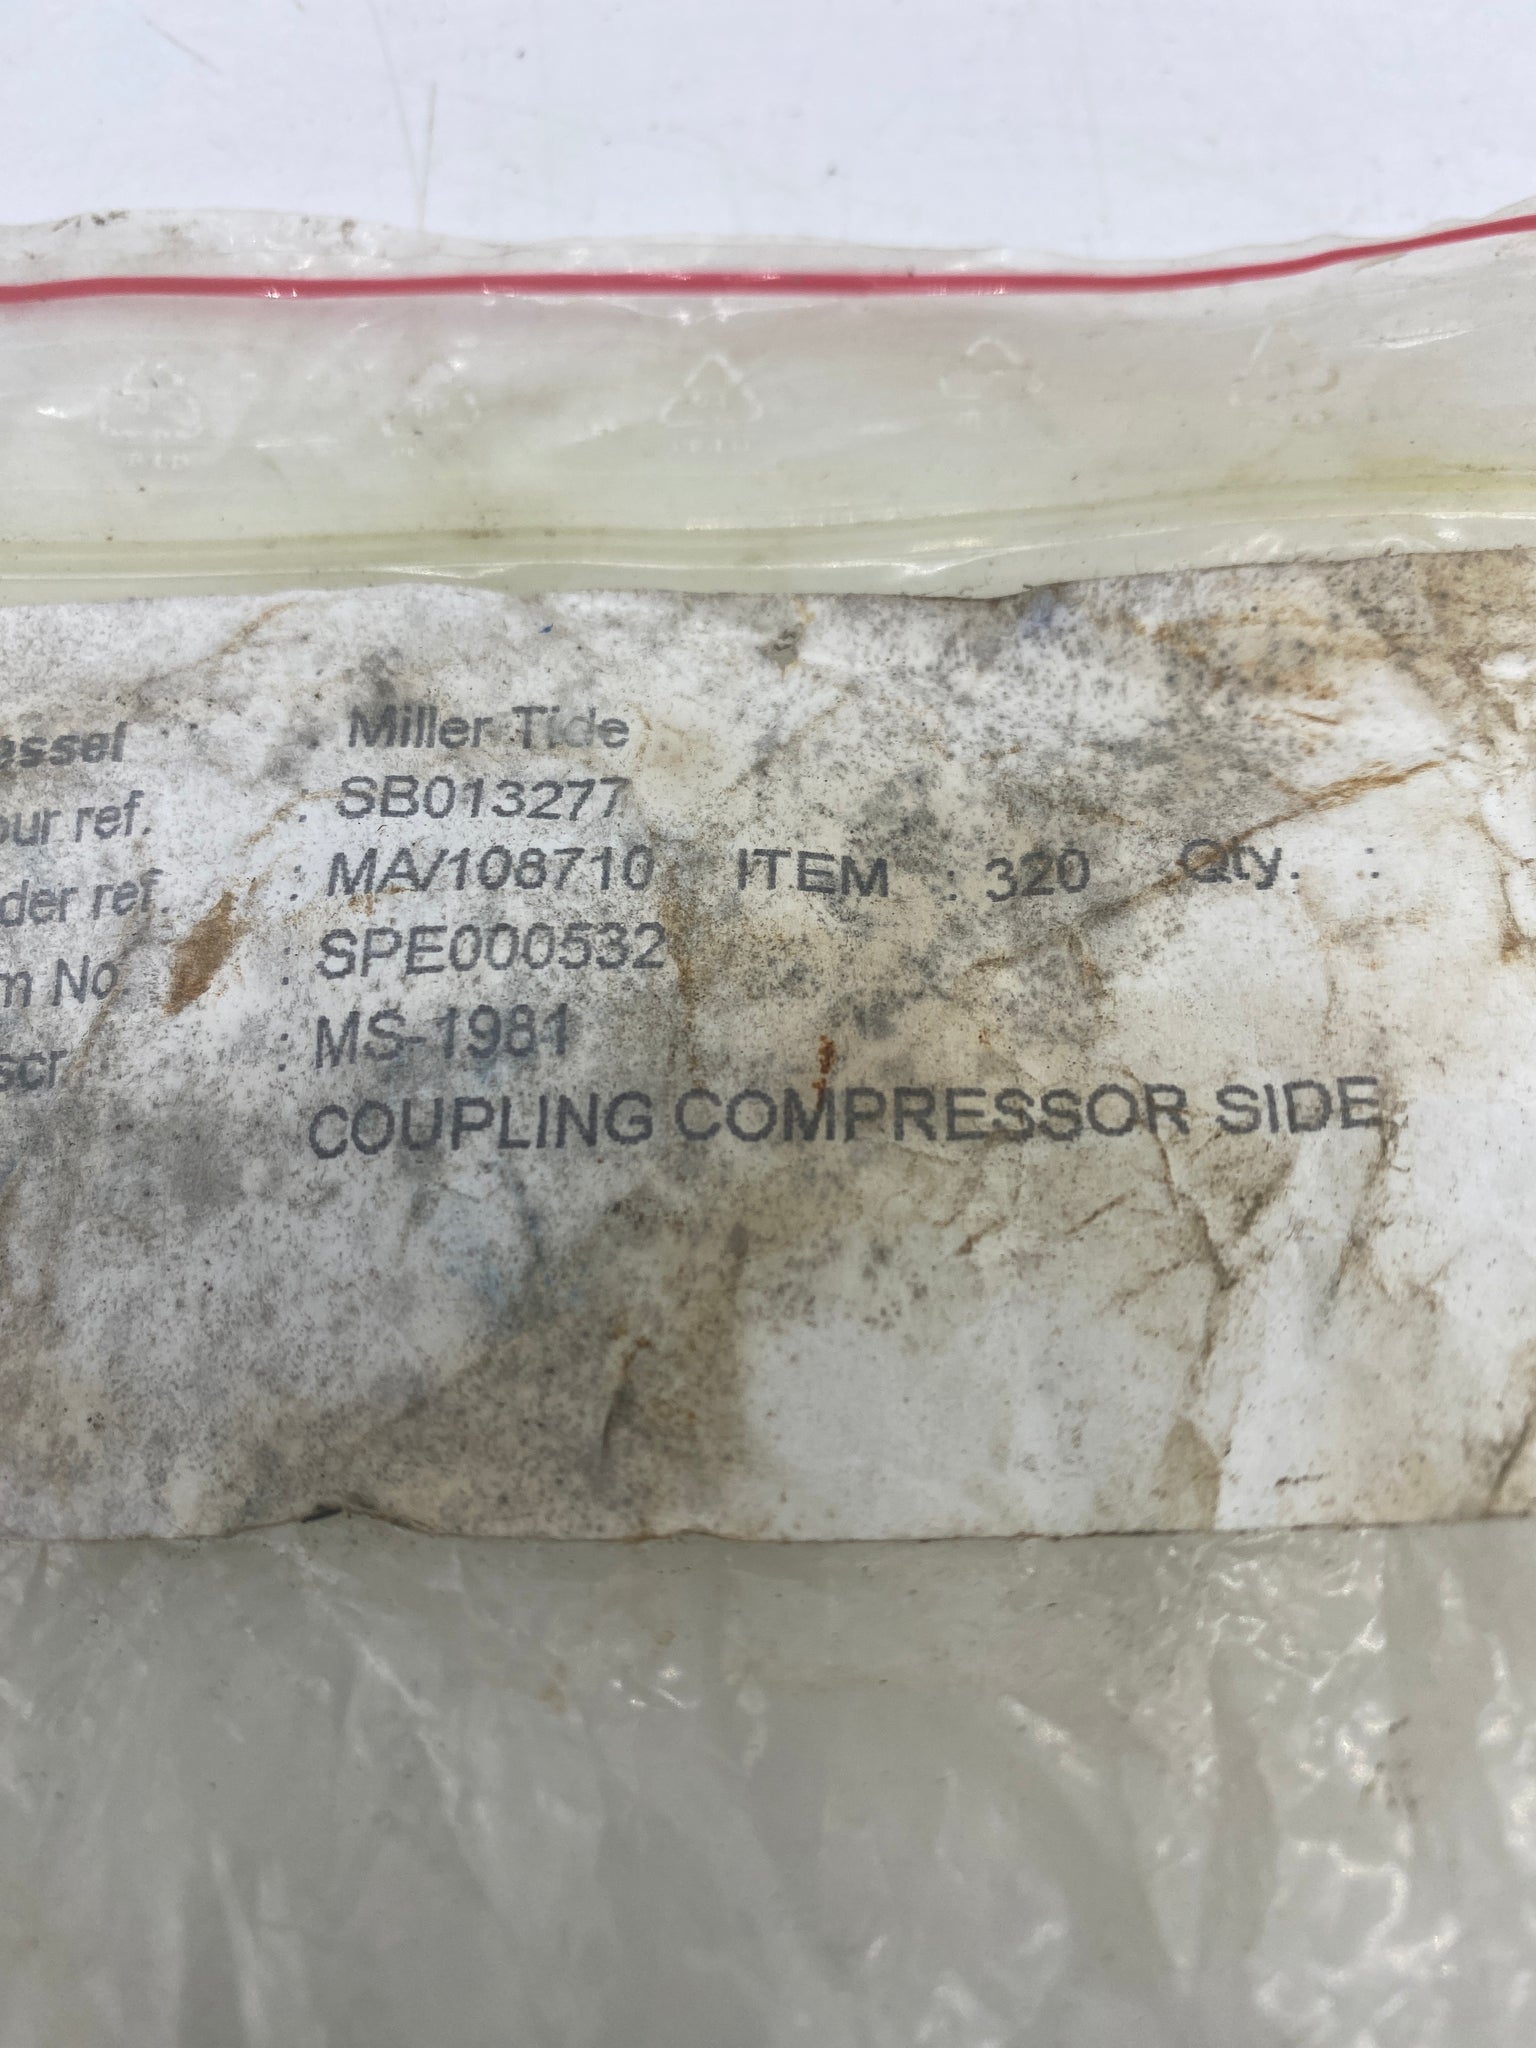 essel : Miller Tide
our ref. : SB013277
der ref. : MA/108710 ITEM : 320 Qty. :
m No : SPE000532
scr : MS-1981
COUPLING COMPRESSOR SIDE